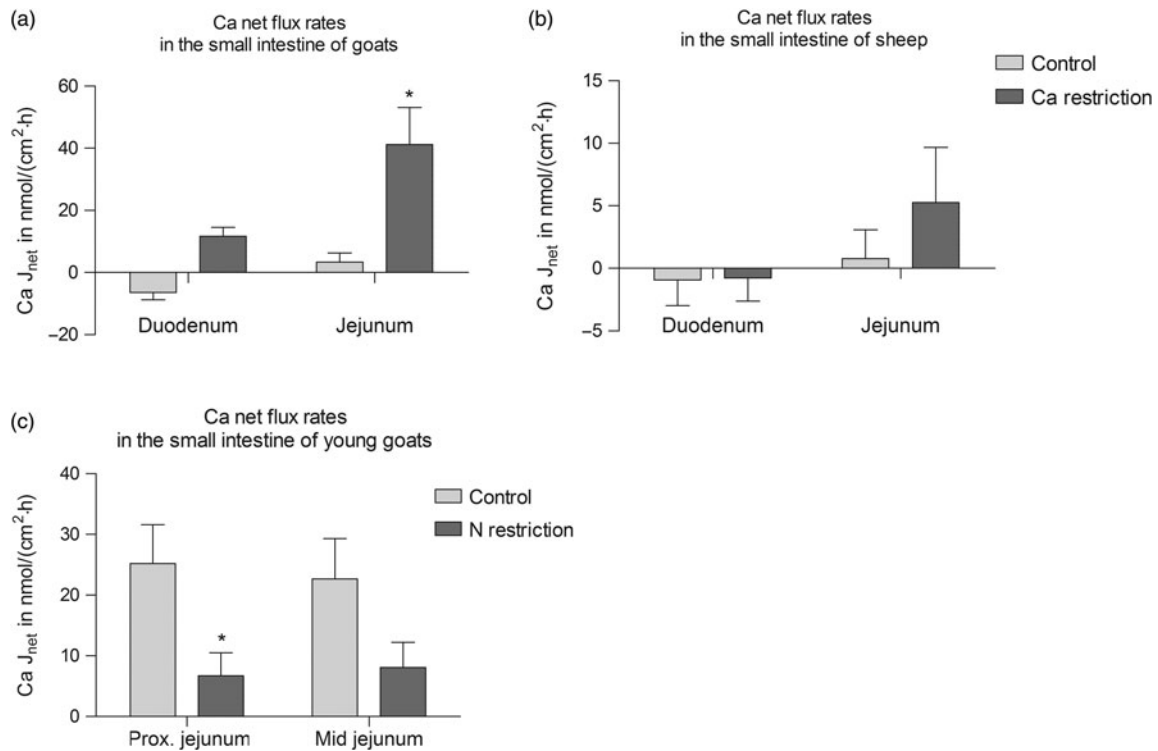 (a)
Ca net flux rates
in the small intestine of goats
Ca J_net in nmol/(cm²·h)
60
40
20
0
–20
*
Duodenum
Jejunum
(b)
Ca net flux rates
in the small intestine of sheep
Ca J_net in nmol/(cm²·h)
15
10
5
0
–5
Duodenum
Jejunum
Control
Ca restriction
(c)
Ca net flux rates
in the small intestine of young goats
Ca J_net in nmol/(cm²·h)
40
30
20
10
0
*
Prox. jejunum
Mid jejunum
Control
N restriction